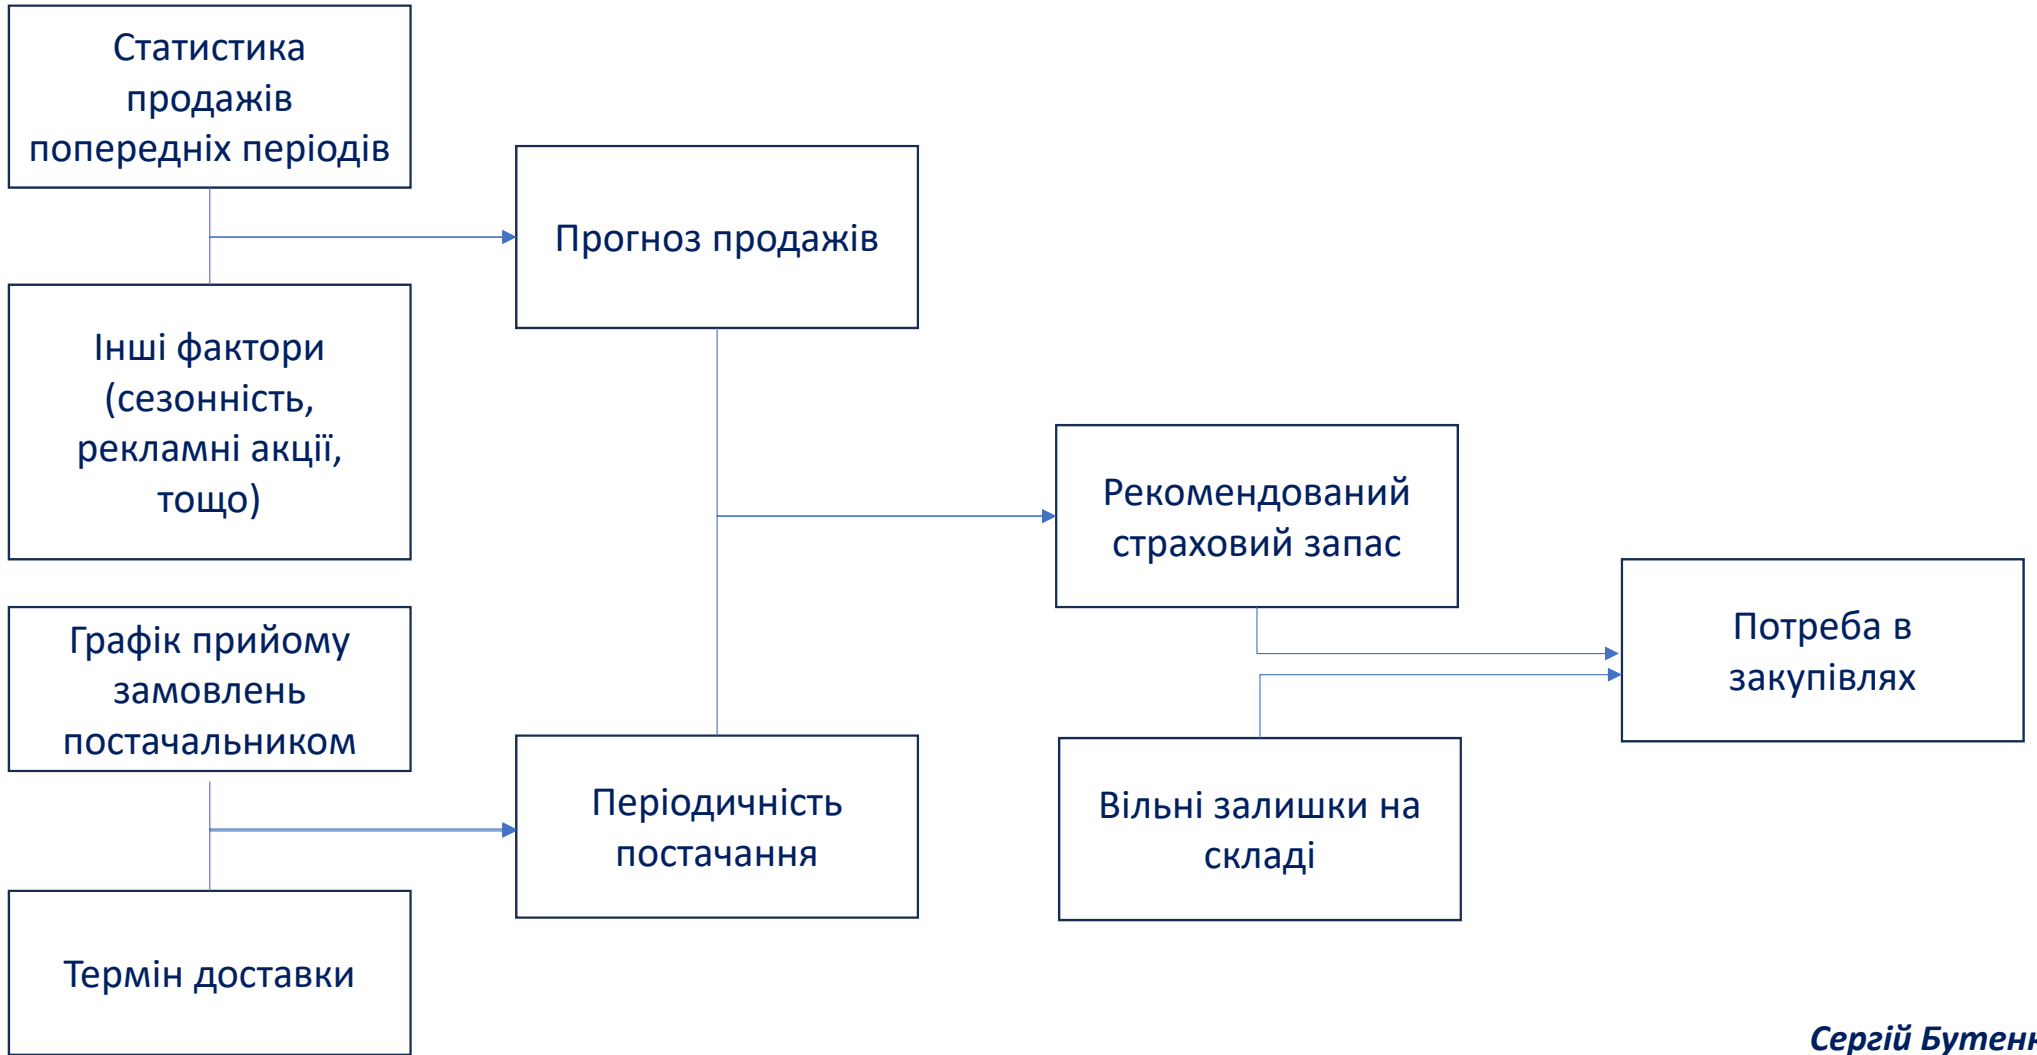 Статистика
продажів
попередніх періодів
Прогноз продажів
Інші фактори
(сезонність,
рекламні акції,
тощо)
Рекомендований
страховий запас
Графік прийому
замовлень
постачальником
Потреба в
закупівлях
Періодичність
постачання
Вільні залишки на
складі
Термін доставки
Сергій